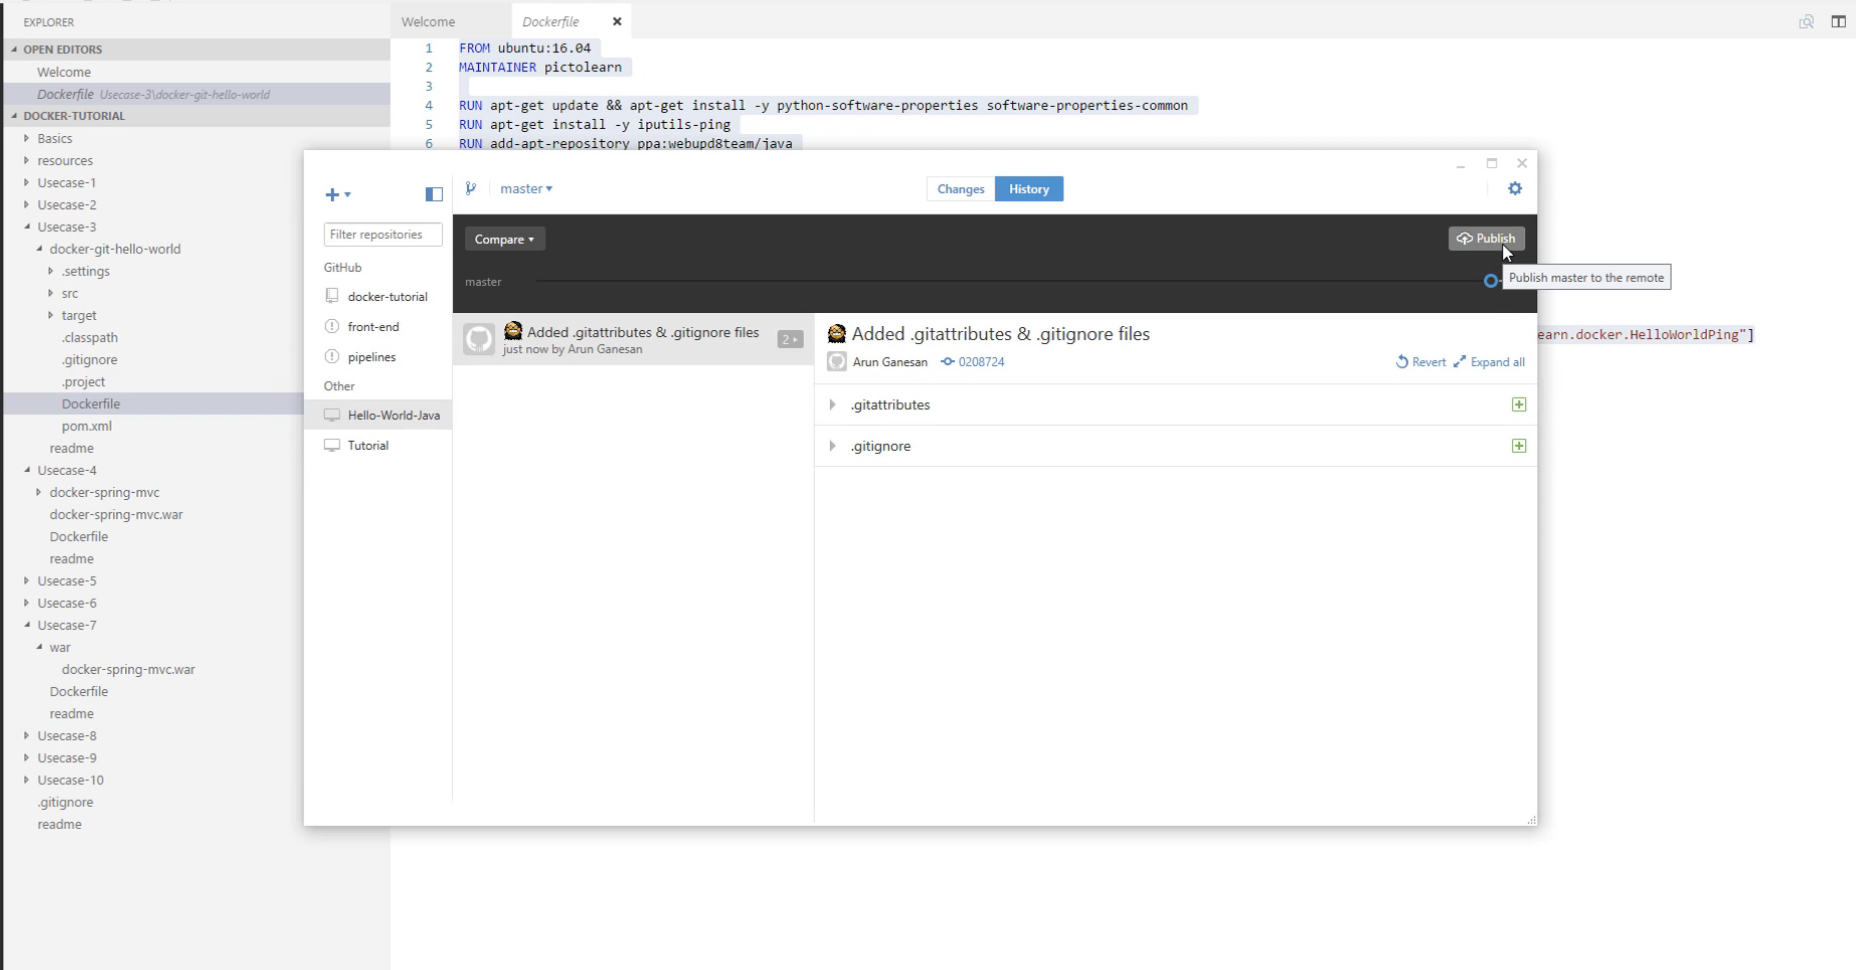 EXPLORER
OPEN EDITORS
Welcome
Dockerfile Usecase-3\docker-git-hello-world
DOCKER-TUTORIAL
Basics
resources
Usecase-1
Usecase-2
Usecase-3
docker-git-hello-world
.settings
src
target
.classpath
.gitignore
.project
Dockerfile
pom.xml
readme
Usecase-4
docker-spring-mvc
docker-spring-mvc.war
Dockerfile
readme
Usecase-5
Usecase-6
Usecase-7
war
docker-spring-mvc.war
Dockerfile
readme
Usecase-8
Usecase-9
Usecase-10
.gitignore
readme
Welcome
Dockerfile
1 FROM ubuntu:16.04
2 MAINTAINER pictolearn
3
4 RUN apt-get update && apt-get install -y python-software-properties software-properties-common
5 RUN apt-get install -y iputils-ping
6 RUN add-apt-repository ppa:webupd8team/java
earn.docker.HelloWorldPing"]
master
Changes
History
Filter repositories
GitHub
docker-tutorial
front-end
pipelines
Other
Hello-World-Java
Tutorial
Compare
Publish
master
Publish master to the remote
Added .gitattributes & .gitignore files
just now by Arun Ganesan
2
Added .gitattributes & .gitignore files
Arun Ganesan 0208724
Revert Expand all
.gitattributes
.gitignore